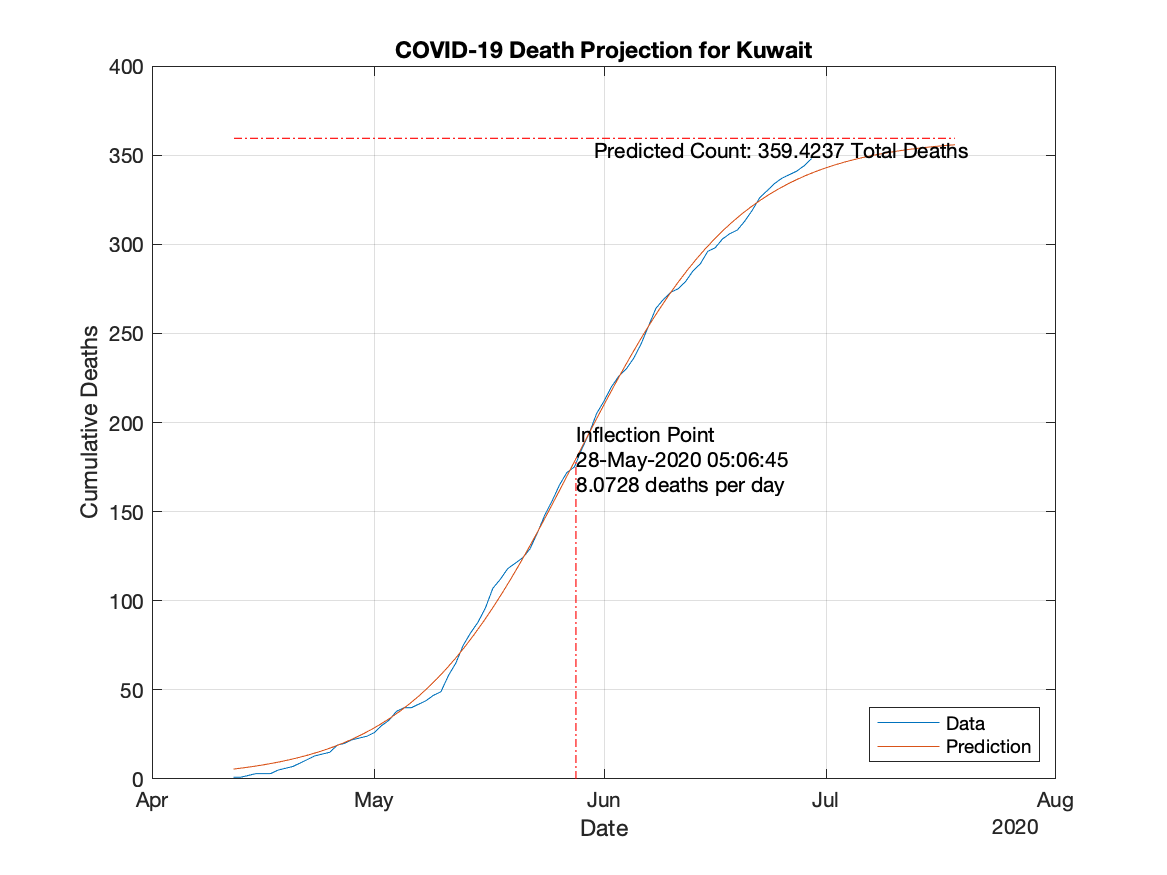 COVID-19 Death Projection for Kuwait
400
350
300
250
200
150
100
50
0
Cumulative Deaths
Predicted Count: 359.4237 Total Deaths
Inflection Point
28-May-2020 05:06:45
8.0728 deaths per day
Data
Prediction
Apr May Jun Jul Aug
Date
2020